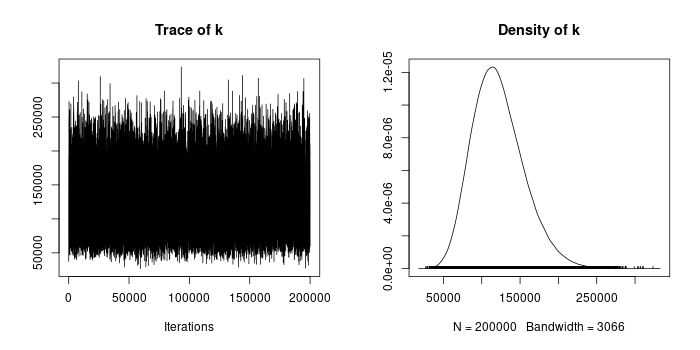 Trace of k
50000 150000 250000
0 50000 100000 150000 200000
Iterations
Density of k
0.0e+00 4.0e-06 8.0e-06 1.2e-05
50000 150000 250000
N = 200000 Bandwidth = 3066